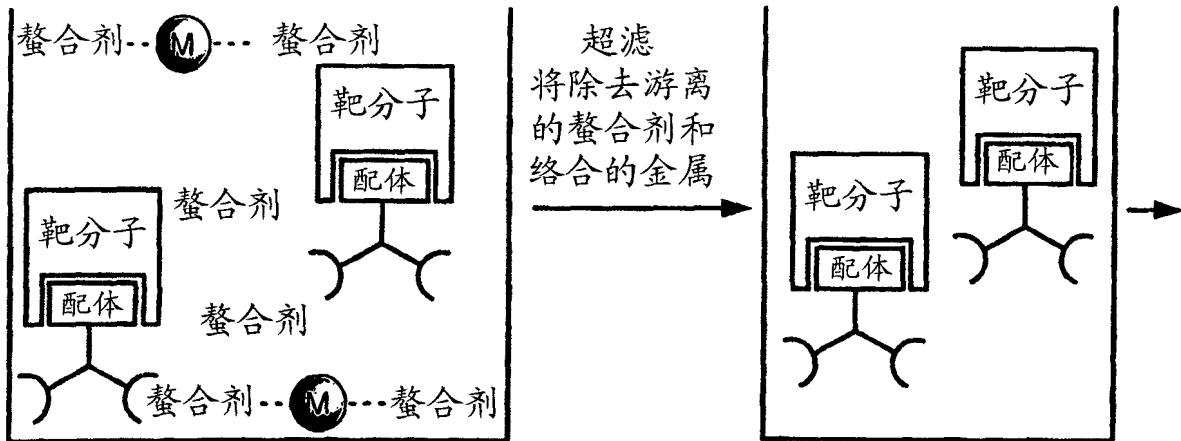 螯合剂 M 螯合剂
靶分子
配体
螯合剂
靶分子
配体
螯合剂
螯合剂 M 螯合剂
超滤
将除去游离
的螯合剂和
络合的金属
靶分子
配体
靶分子
配体